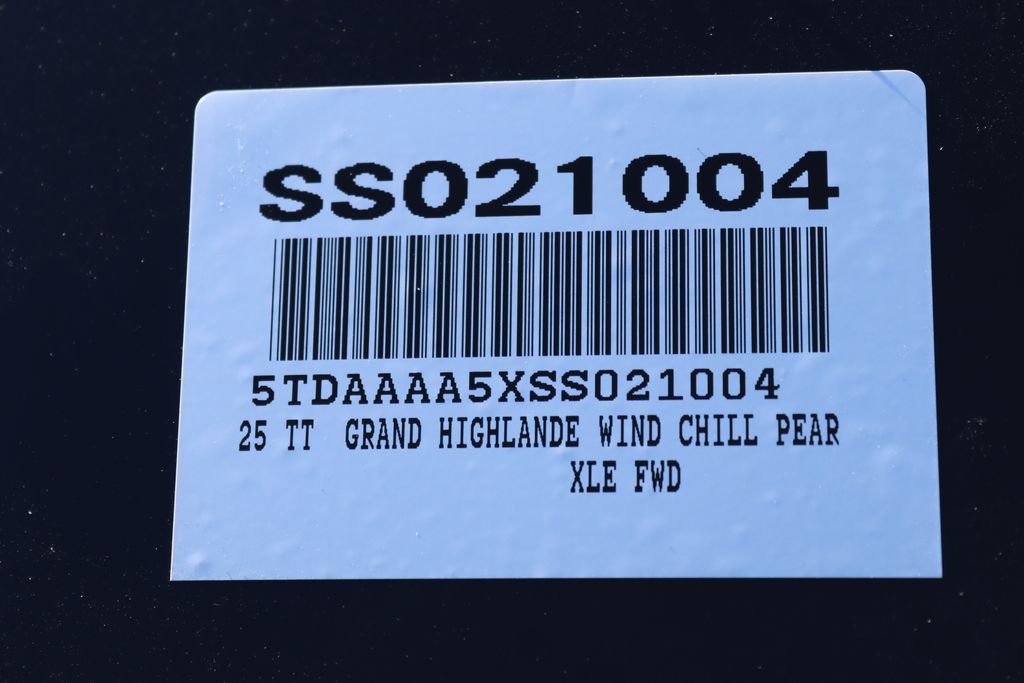 SS021004
5TDAAAA5XSS021004
25 TT GRAND HIGHLANDE WIND CHILL PEAR
XLE FWD